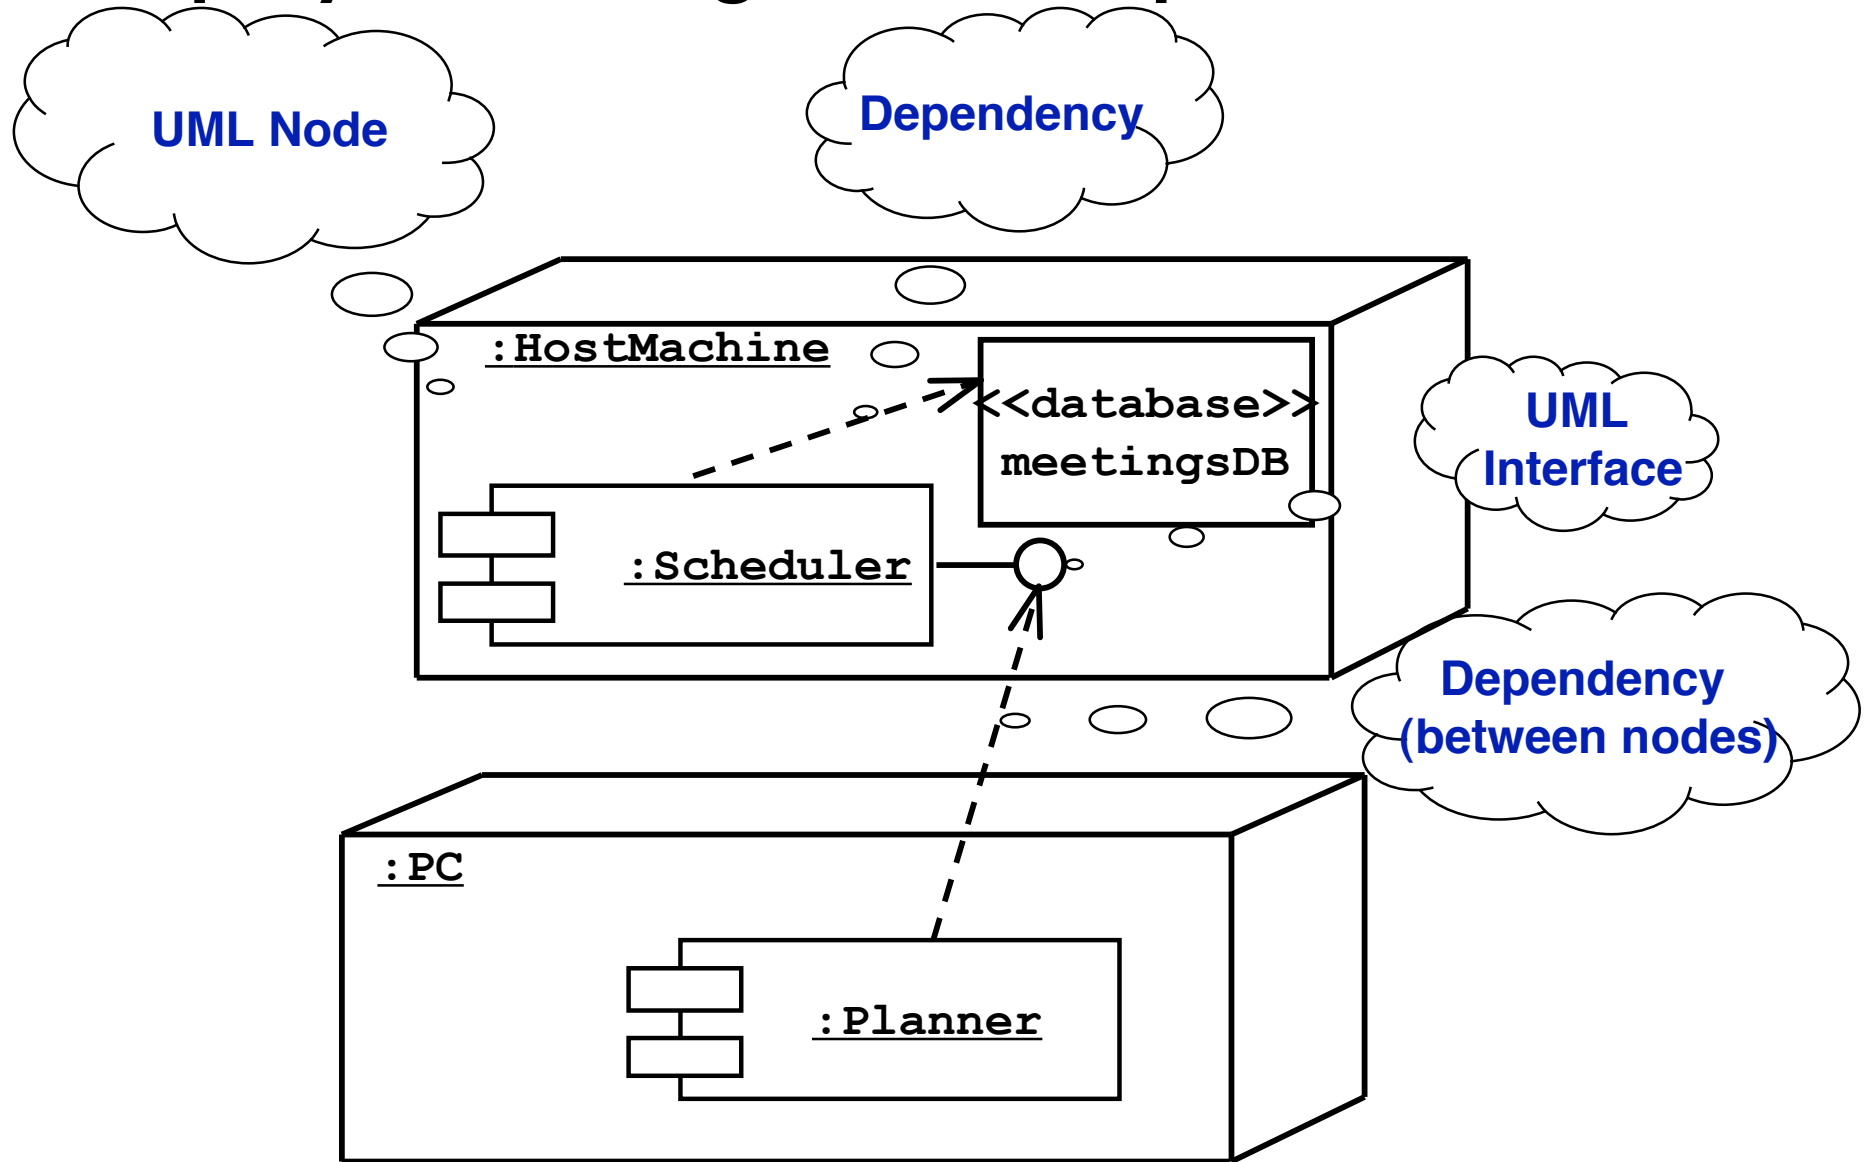 UML Node
Dependency
:HostMachine
<<database>>
meetingsDB
UML
Interface
:Scheduler
Dependency
(between nodes)
:PC
:Planner